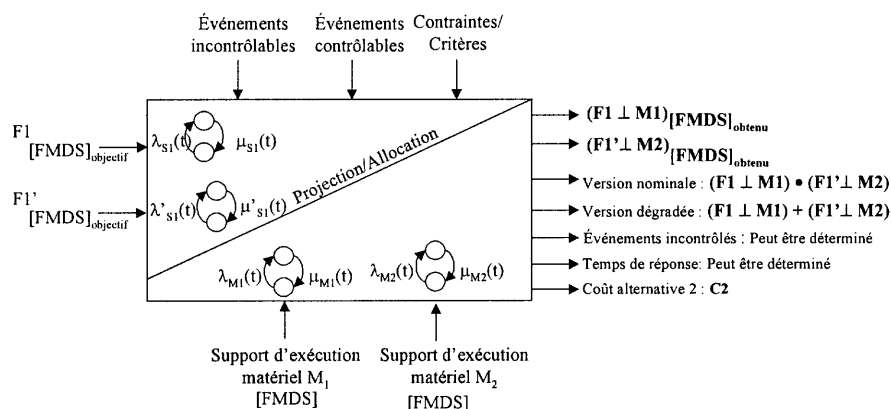 Événements
incontrôlables
Événements
contrôlables
Contraintes/
Critères
F1
[FMDS]objectif
F1'
[FMDS]objectif
λS1(t)
μS1(t)
λ'S1(t)
μ'S1(t)
Projection/Allocation
λM1(t)
μM1(t)
λM2(t)
μM2(t)
(F1 ⊥ M1)[FMDS]obtenu
(F1' ⊥ M2)[FMDS]obtenu
Version nominale : (F1 ⊥ M1) • (F1' ⊥ M2)
Version dégradée : (F1 ⊥ M1) + (F1' ⊥ M2)
Événements incontrôlés : Peut être déterminé
Temps de réponse: Peut être déterminé
Coût alternative 2 : C2
Support d'exécution
matériel M1
[FMDS]
Support d'exécution
matériel M2
[FMDS]